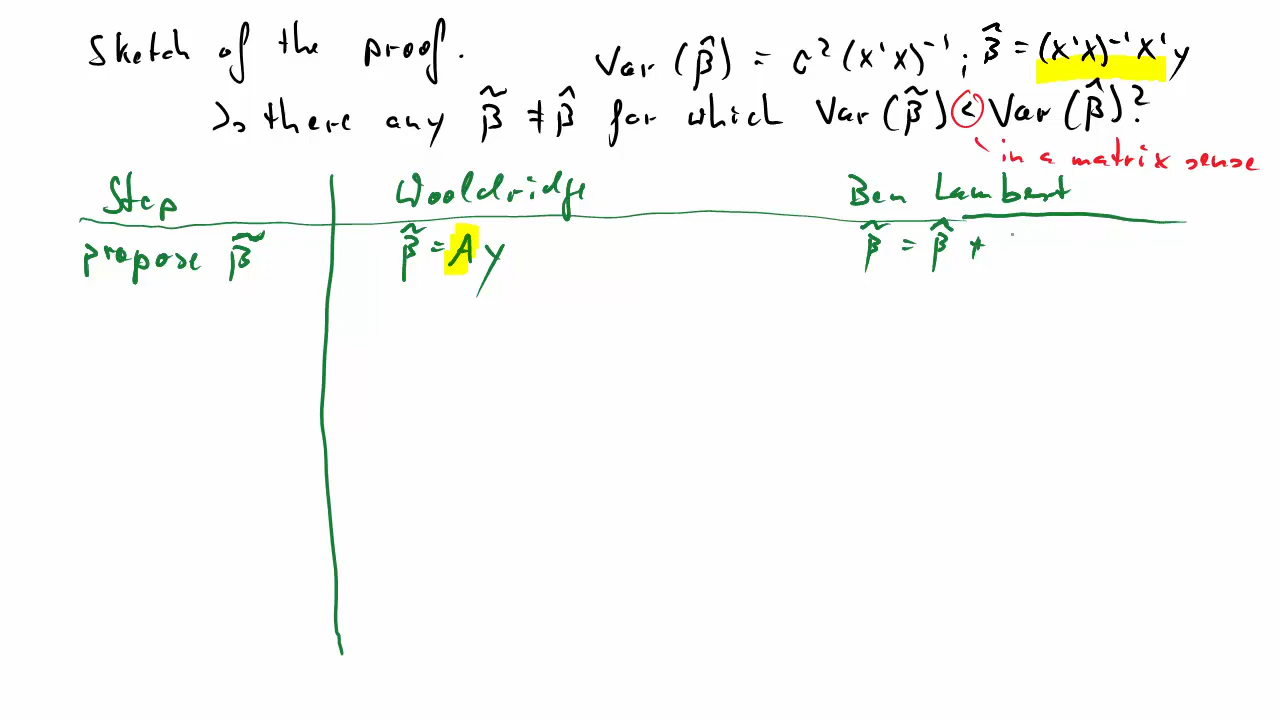 Sketch of the proof. Var(β̂) = σ²(x'x)⁻¹; β̂ = (x'x)⁻¹x'y
Is there any β̃ ≠ β̂ for which Var(β̃) < Var(β̂)?
in a matrix sense
Step Wooldridge Ben Lambert
propose β̃ β̃ = Ay β̃ = β̂ +